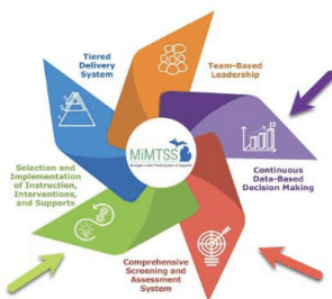 Tiered
Delivery
System
Team-Based
Leadership
MiMTSS
Continuous
Data-Based
Decision Making
Selection and
Implementation
of Instruction,
Interventions,
and Supports
Comprehensive
Screening and
Assessment
System